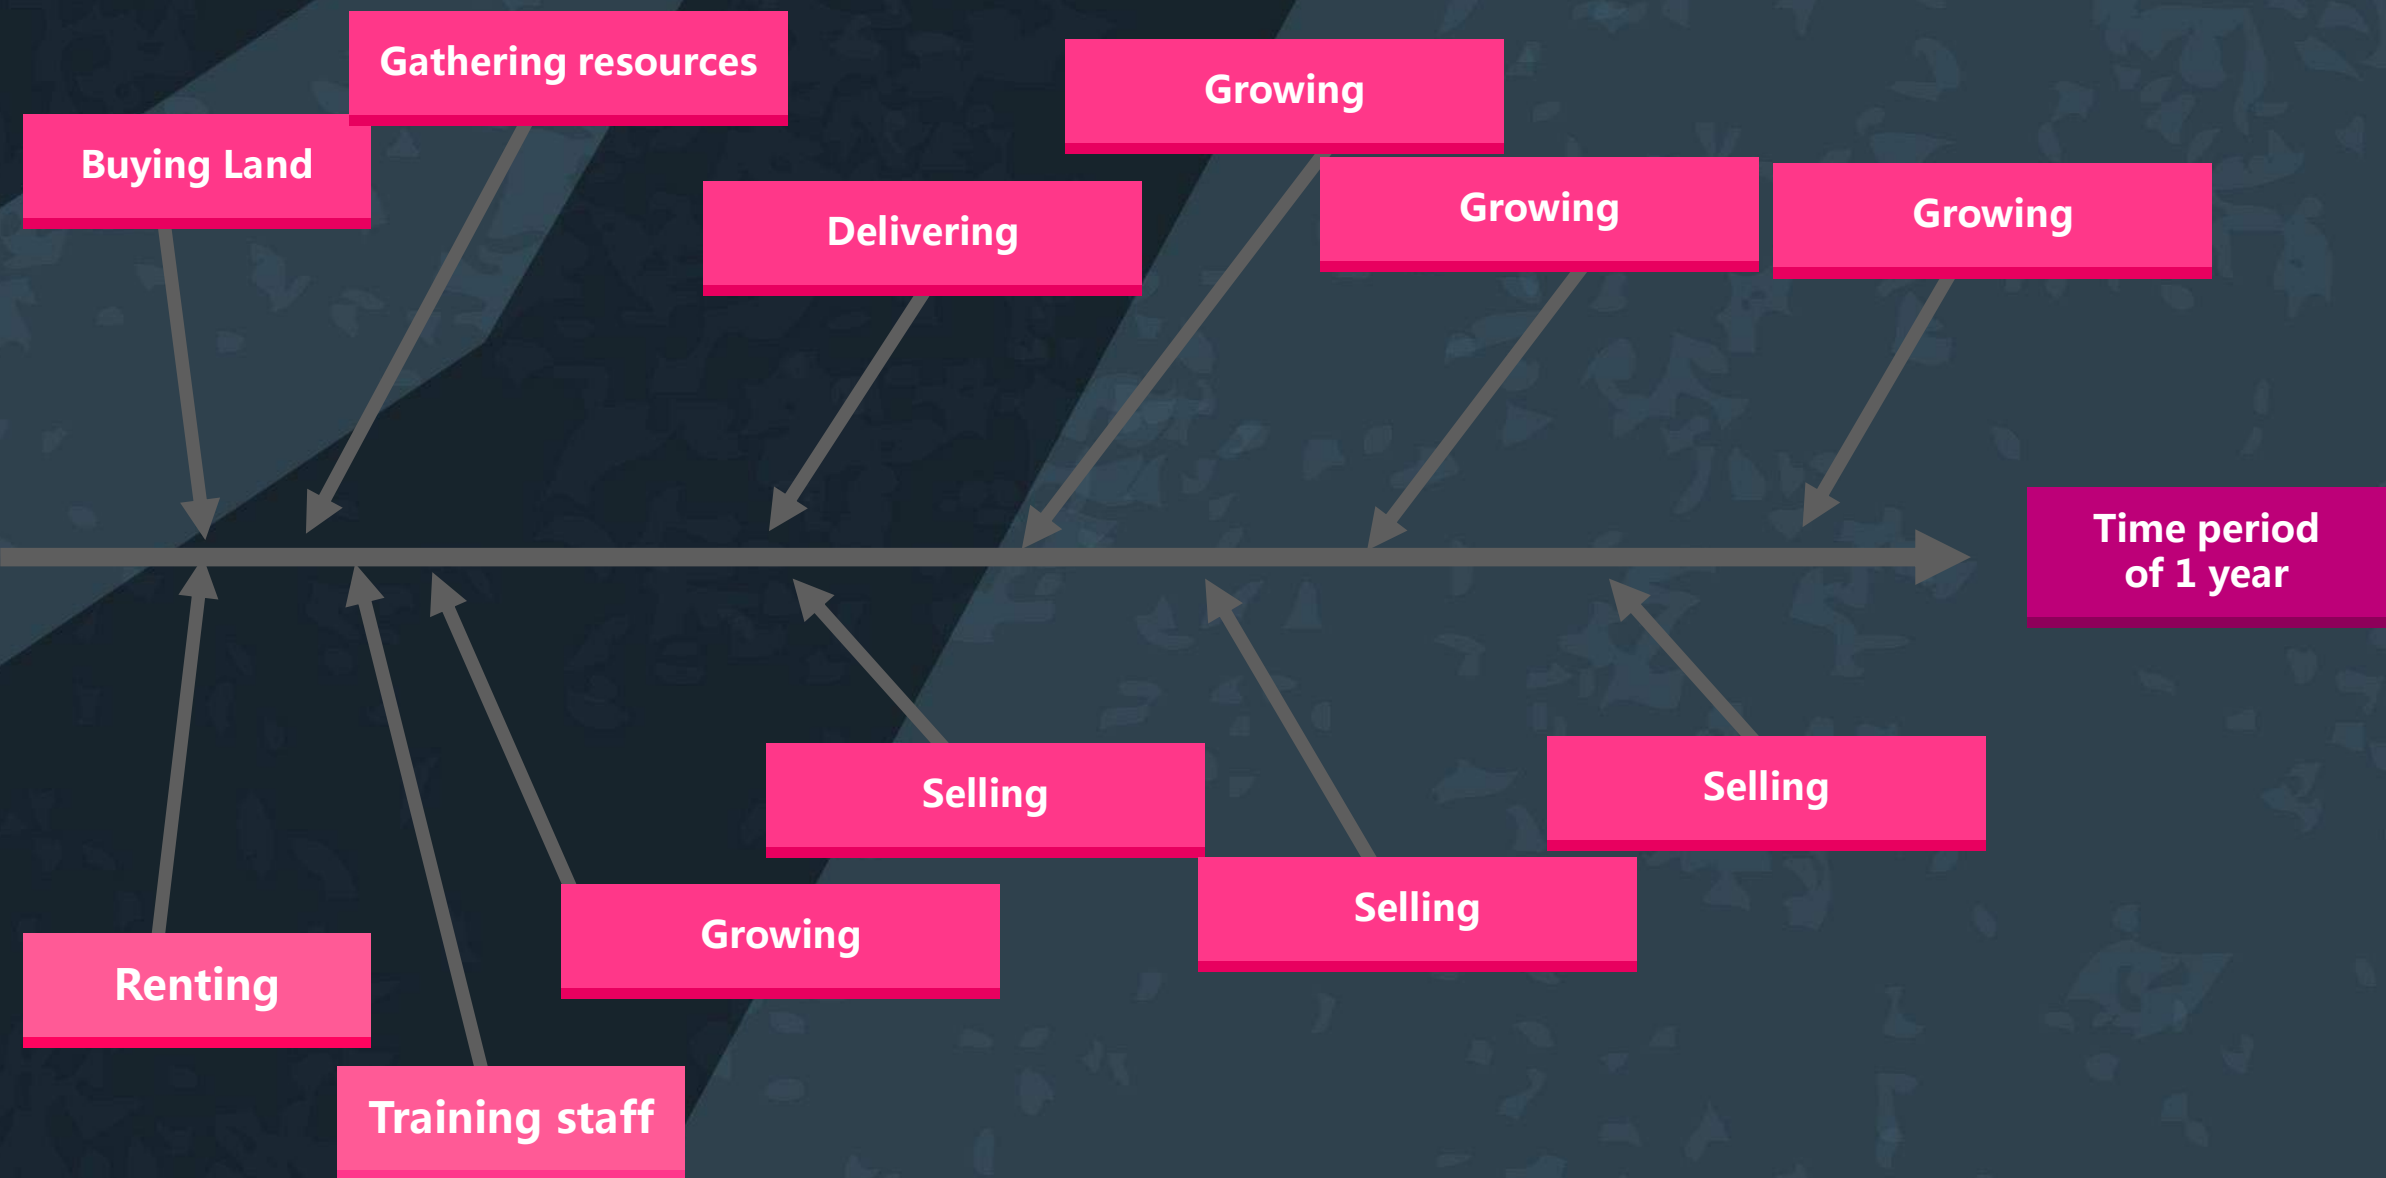 Gathering resources
Buying Land
Growing
Delivering
Growing
Growing
Time period
of 1 year
Selling
Selling
Growing
Selling
Renting
Training staff